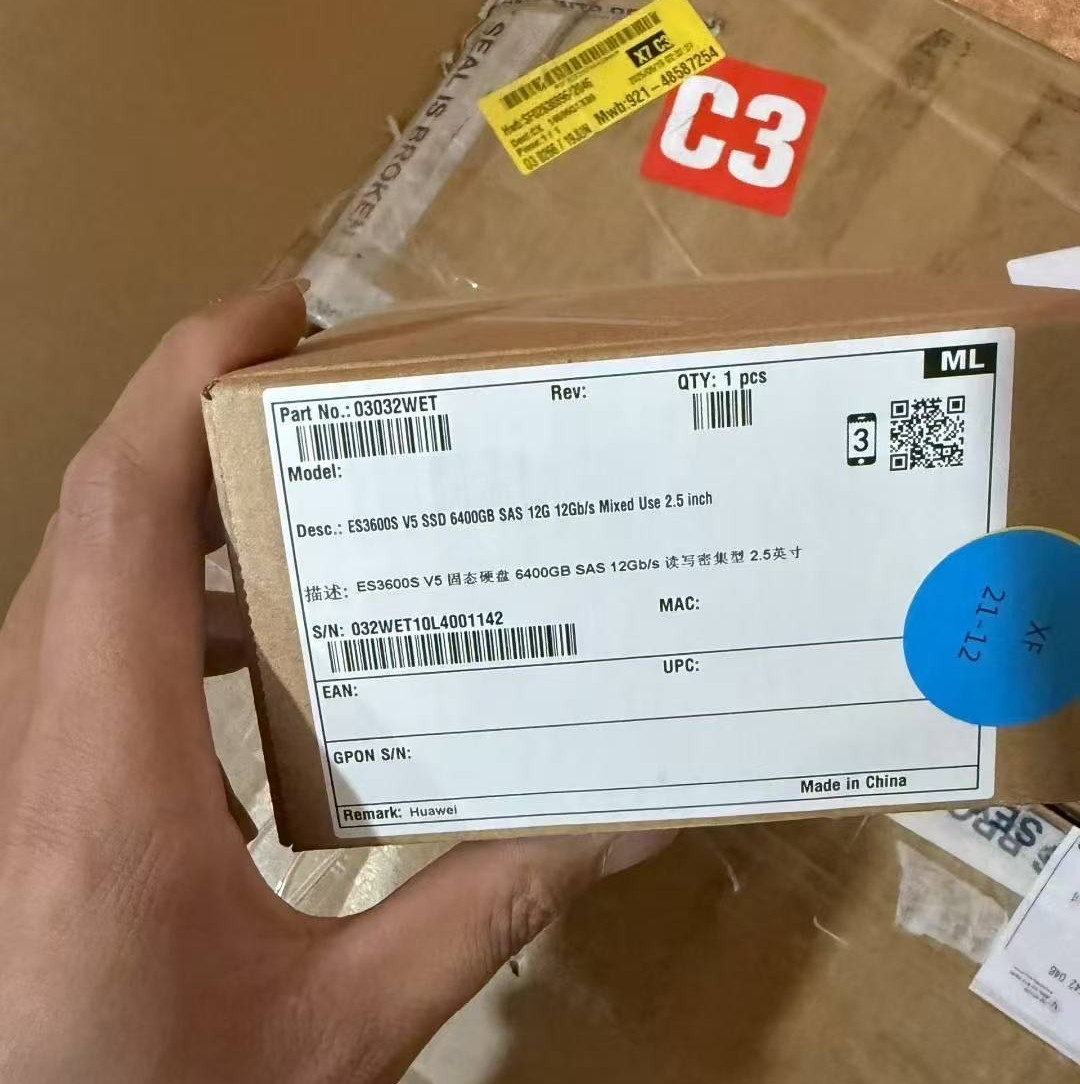 SEAL IS BROKEN
X7 C3
Mwb:921-48587254
C3
ML
Part No.: 03032WET
Rev:
QTY: 1 pcs
3
Model:
Desc.: ES3600S V5 SSD 6400GB SAS 12G 12Gb/s Mixed Use 2.5 inch
描述: ES3600S V5 固态硬盘 6400GB SAS 12Gb/s 读写密集型 2.5英寸
S/N: 032WET10L4001142
MAC:
EAN:
UPC:
GPON S/N:
Made in China
Remark: Huawei
XF
21-12